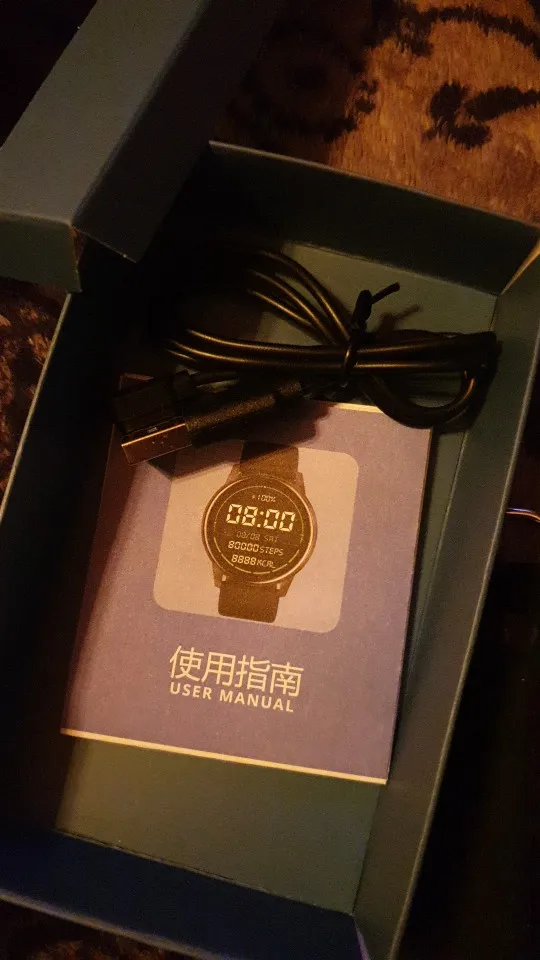 100%
08:00
08/08 SAT
80000 STEPS
8888 KCAL
使用指南
USER MANUAL